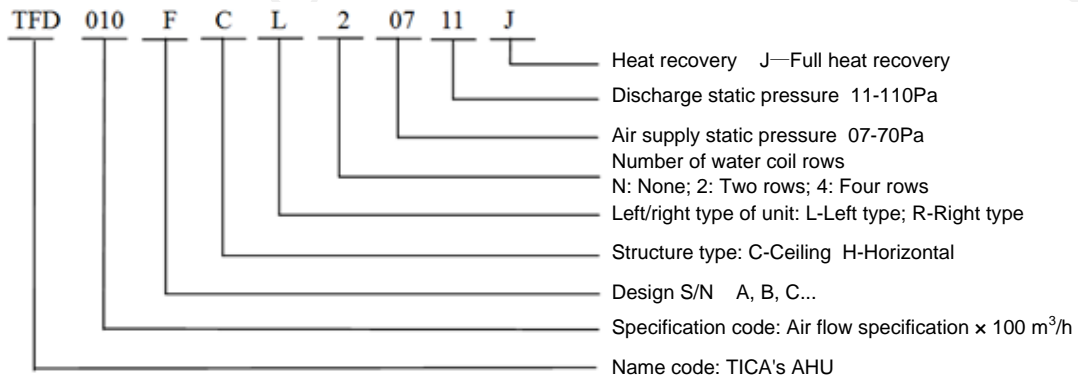 TFD 010 F C L 2 07 11 J
Heat recovery J—Full heat recovery
Discharge static pressure 11-110Pa
Air supply static pressure 07-70Pa
Number of water coil rows
N: None; 2: Two rows; 4: Four rows
Left/right type of unit: L-Left type; R-Right type
Structure type: C-Ceiling H-Horizontal
Design S/N A, B, C...
Specification code: Air flow specification × 100 m³/h
Name code: TICA's AHU